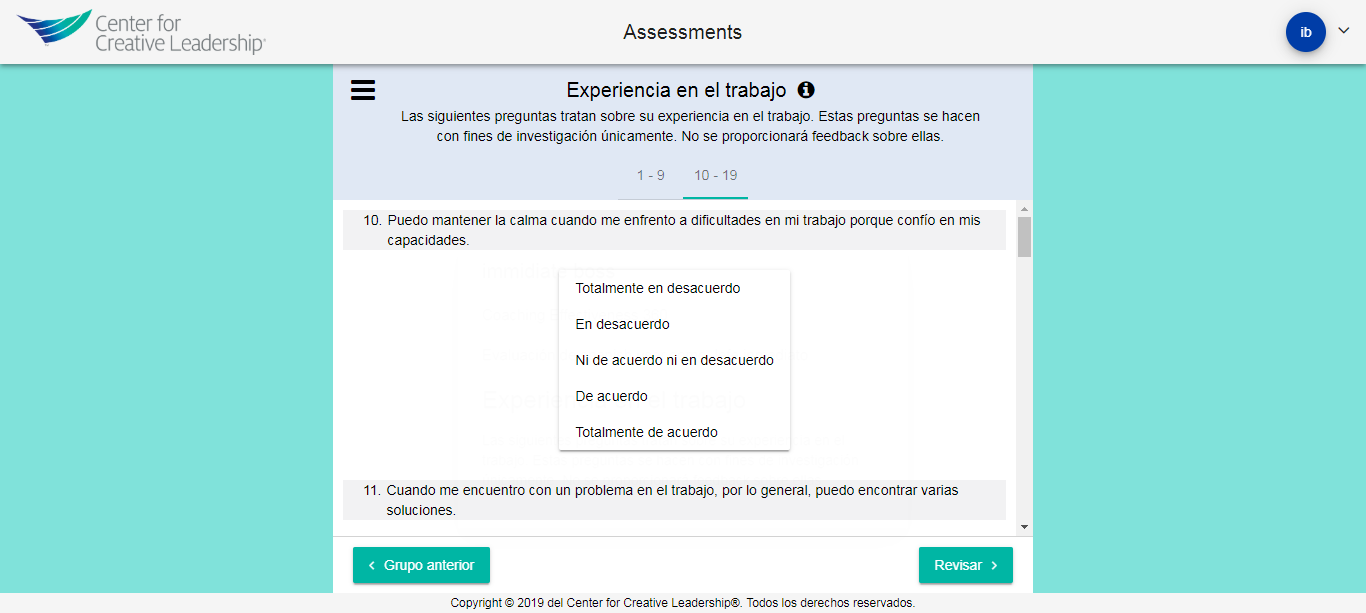 Center for
Creative Leadership®
Assessments
ib
Experiencia en el trabajo
Las siguientes preguntas tratan sobre su experiencia en el trabajo. Estas preguntas se hacen
con fines de investigación únicamente. No se proporcionará feedback sobre ellas.
1 - 9
10 - 19
10. Puedo mantener la calma cuando me enfrento a dificultades en mi trabajo porque confío en mis
capacidades.
Totalmente en desacuerdo
En desacuerdo
Ni de acuerdo ni en desacuerdo
De acuerdo
Totalmente de acuerdo
11. Cuando me encuentro con un problema en el trabajo, por lo general, puedo encontrar varias
soluciones.
Grupo anterior
Revisar
Copyright © 2019 del Center for Creative Leadership®. Todos los derechos reservados.